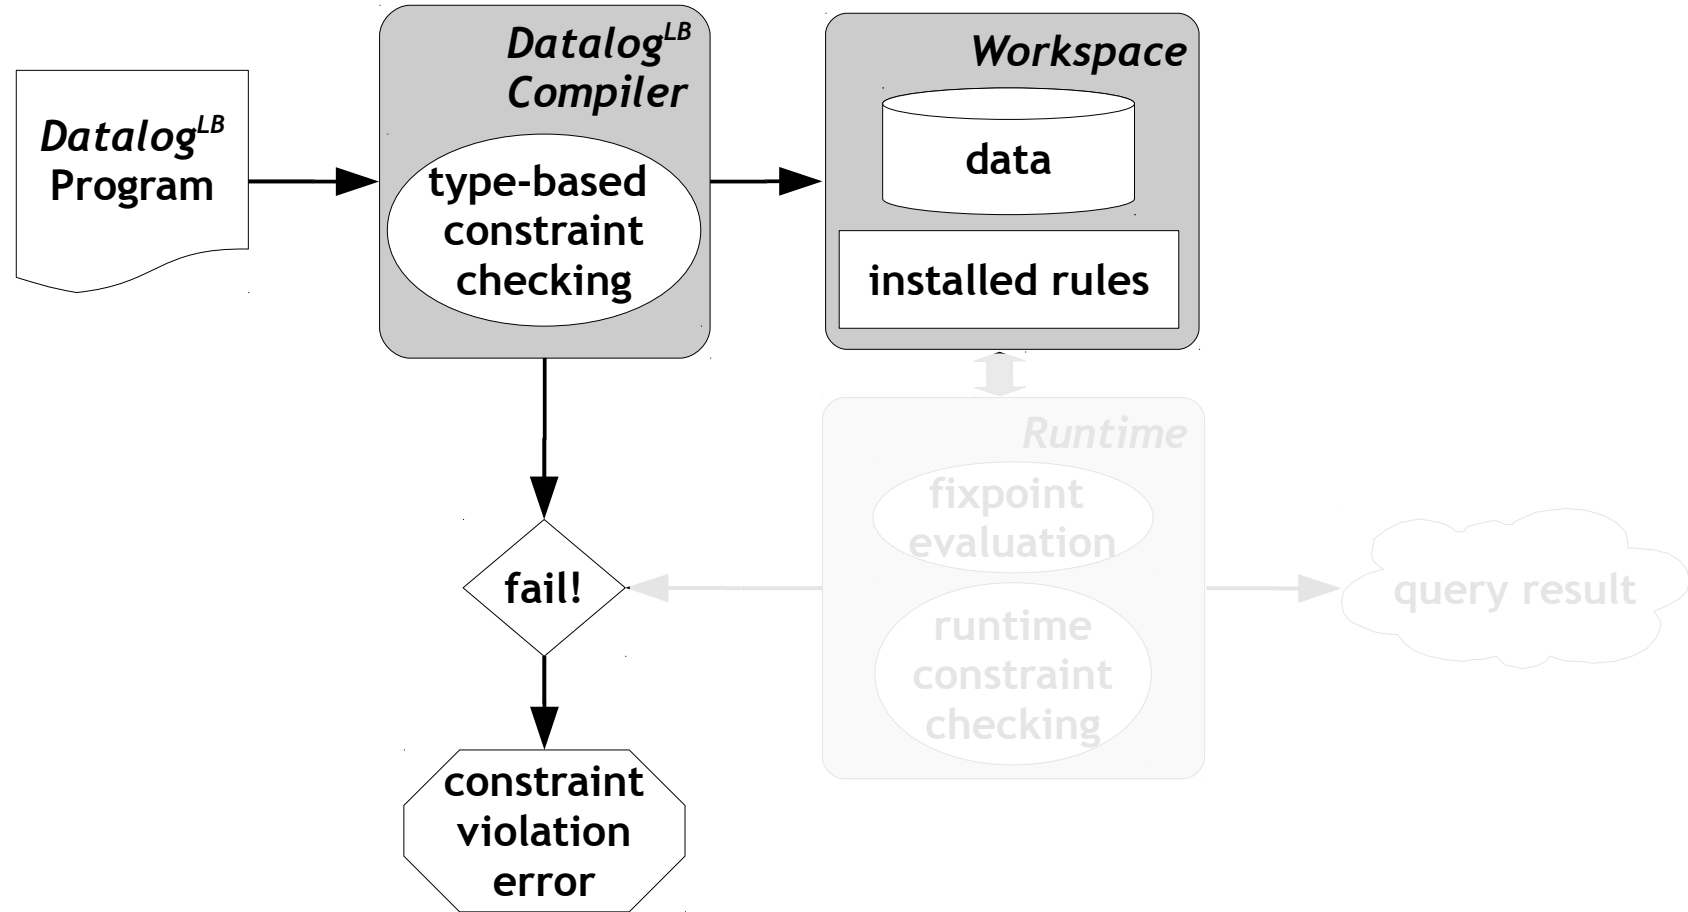 Datalog^LB
Program
Datalog^LB
Compiler
type-based
constraint
checking
Workspace
data
installed rules
Runtime
fixpoint
evaluation
runtime
constraint
checking
query result
fail!
constraint
violation
error